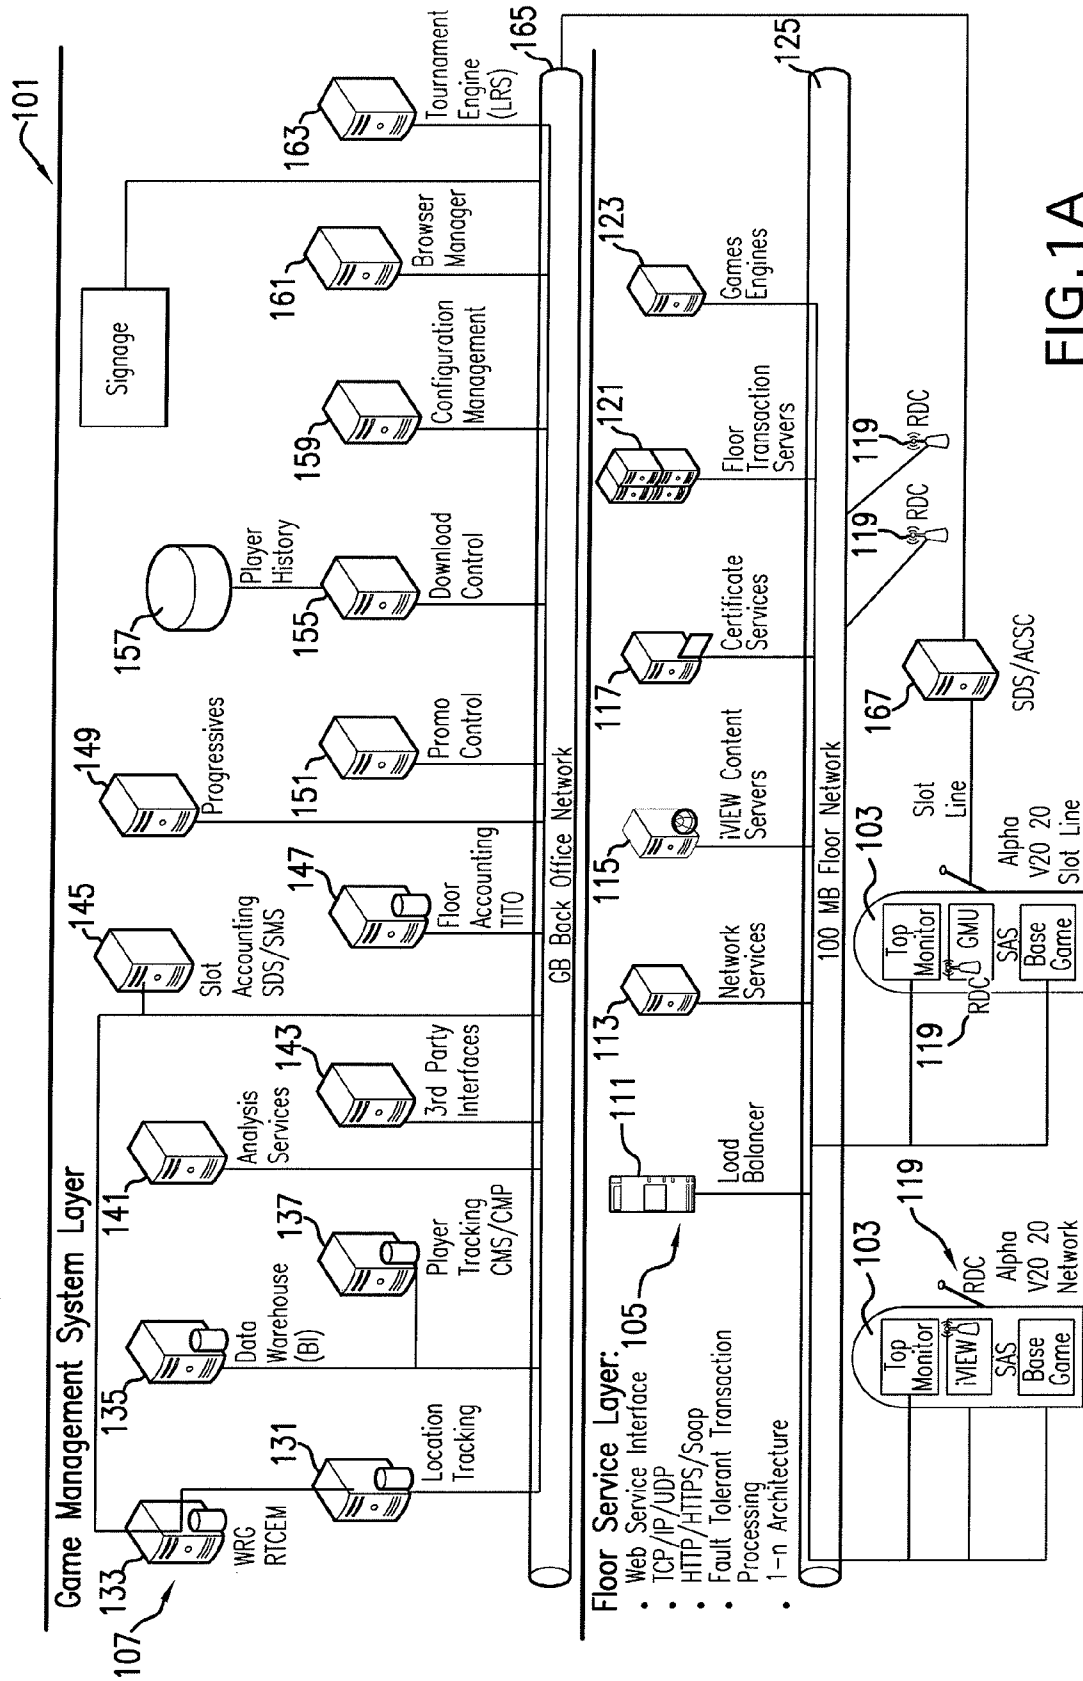 101
Game Management System Layer
107
133
WRG
RTCEM
135
Data
Warehouse
(BI)
141
Analysis
Services
145
Slot
Accounting
SDS/SMS
149
Progressives
157
Player
History
Signage
131
Location
Tracking
137
Player
Tracking
CMS/CMP
143
3rd Party
Interfaces
147
Floor
Accounting
TITO
151
Promo
Control
155
Download
Control
159
Configuration
Management
161
Browser
Manager
163
Tournament
Engine
(LRS)
GB Back Office Network
165
Floor Service Layer:
• Web Service Interface
• TCP/IP/UDP
• HTTP/HTTPS/Soap
• Fault Tolerant Transaction
Processing
• 1-n Architecture
105
111
Load
Balancer
113
Network
Services
115
iVIEW Content
Servers
117
Certificate
Services
121
Floor
Transaction
Servers
123
Games
Engines
100 MB Floor Network
125
103
Top
Monitor
iVIEW
SAS
Base
Game
119
RDC
Alpha
V20 20
Network
103
Top
Monitor
GMU
SAS
Base
Game
119
RDC
Slot
Line
Alpha
V20 20
Slot Line
167
SDS/ACSC
119
RDC
119
RDC
FIG.1A